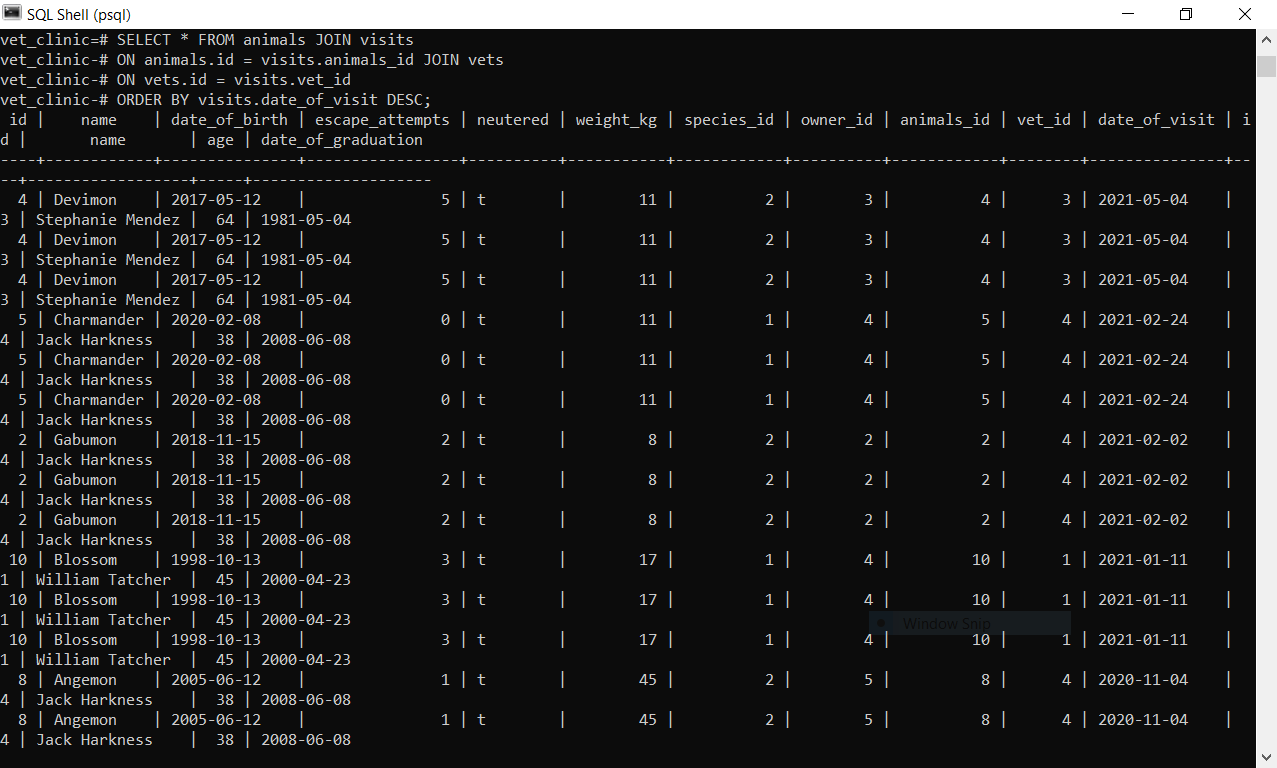 SQL Shell (psql)
vet_clinic=# SELECT * FROM animals JOIN visits
vet_clinic-# ON animals.id = visits.animals_id JOIN vets
vet_clinic-# ON vets.id = visits.vet_id
vet_clinic-# ORDER BY visits.date_of_visit DESC;
 id |    name    | date_of_birth | escape_attempts | neutered | weight_kg | species_id | owner_id | animals_id | vet_id | date_of_visit | i
d |       name       | age | date_of_graduation
----+------------+---------------+-----------------+----------+-----------+------------+----------+------------+--------+---------------+--
--+------------------+-----+--------------------
  4 | Devimon    | 2017-05-12    |               5 | t        |        11 |          2 |        3 |          4 |      3 | 2021-05-04    |
3 | Stephanie Mendez |  64 | 1981-05-04
  4 | Devimon    | 2017-05-12    |               5 | t        |        11 |          2 |        3 |          4 |      3 | 2021-05-04    |
3 | Stephanie Mendez |  64 | 1981-05-04
  4 | Devimon    | 2017-05-12    |               5 | t        |        11 |          2 |        3 |          4 |      3 | 2021-05-04    |
3 | Stephanie Mendez |  64 | 1981-05-04
  5 | Charmander | 2020-02-08    |               0 | t        |        11 |          1 |        4 |          5 |      4 | 2021-02-24    |
4 | Jack Harkness    |  38 | 2008-06-08
  5 | Charmander | 2020-02-08    |               0 | t        |        11 |          1 |        4 |          5 |      4 | 2021-02-24    |
4 | Jack Harkness    |  38 | 2008-06-08
  5 | Charmander | 2020-02-08    |               0 | t        |        11 |          1 |        4 |          5 |      4 | 2021-02-24    |
4 | Jack Harkness    |  38 | 2008-06-08
  2 | Gabumon    | 2018-11-15    |               2 | t        |         8 |          2 |        2 |          2 |      4 | 2021-02-02    |
4 | Jack Harkness    |  38 | 2008-06-08
  2 | Gabumon    | 2018-11-15    |               2 | t        |         8 |          2 |        2 |          2 |      4 | 2021-02-02    |
4 | Jack Harkness    |  38 | 2008-06-08
  2 | Gabumon    | 2018-11-15    |               2 | t        |         8 |          2 |        2 |          2 |      4 | 2021-02-02    |
4 | Jack Harkness    |  38 | 2008-06-08
 10 | Blossom    | 1998-10-13    |               3 | t        |        17 |          1 |        4 |         10 |      1 | 2021-01-11    |
1 | William Tatcher  |  45 | 2000-04-23
 10 | Blossom    | 1998-10-13    |               3 | t        |        17 |          1 |        4 |         10 |      1 | 2021-01-11    |
1 | William Tatcher  |  45 | 2000-04-23
Window Snip
 10 | Blossom    | 1998-10-13    |               3 | t        |        17 |          1 |        4 |         10 |      1 | 2021-01-11    |
1 | William Tatcher  |  45 | 2000-04-23
  8 | Angemon    | 2005-06-12    |               1 | t        |        45 |          2 |        5 |          8 |      4 | 2020-11-04    |
4 | Jack Harkness    |  38 | 2008-06-08
  8 | Angemon    | 2005-06-12    |               1 | t        |        45 |          2 |        5 |          8 |      4 | 2020-11-04    |
4 | Jack Harkness    |  38 | 2008-06-08